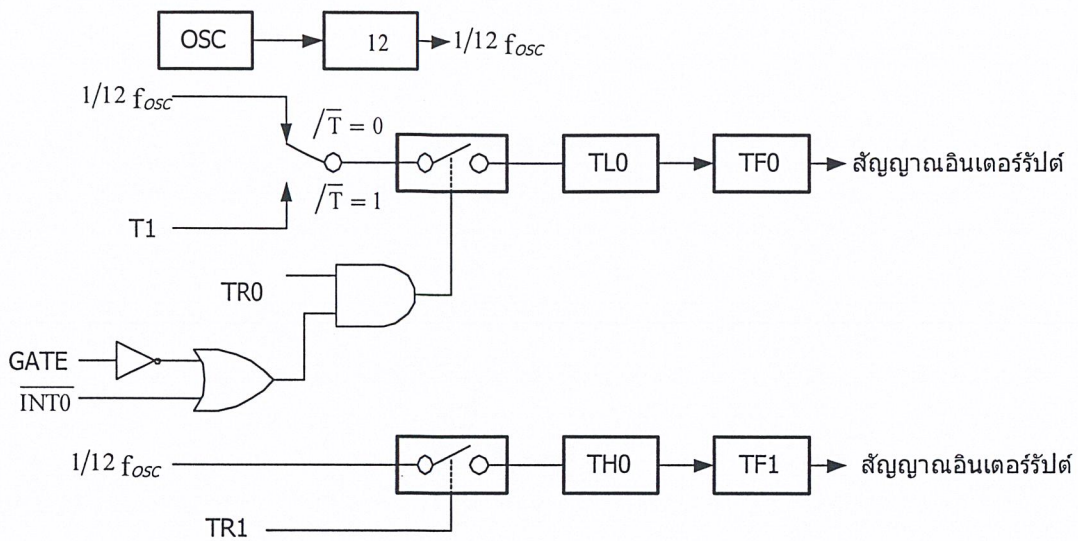 OSC
12
1/12 fosc
1/12 fosc
/T̅ = 0
TL0
TF0
สัญญาณอินเตอร์รัปต์
/T̅ = 1
T1
TR0
GATE
I̅N̅T̅0̅
1/12 fosc
TH0
TF1
สัญญาณอินเตอร์รัปต์
TR1